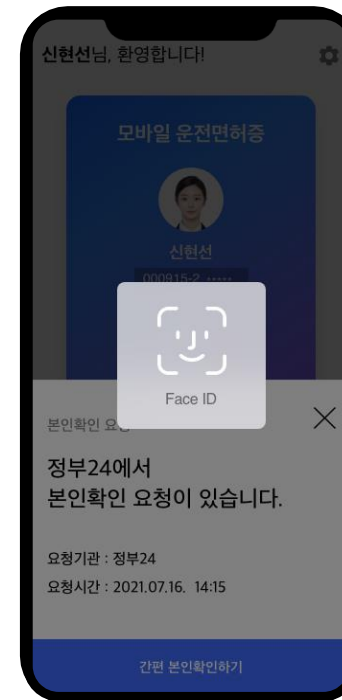 신현선님, 환영합니다!
모바일 운전면허증
신현선
000915-2 •••••
Face ID
본인확인 요
정부24에서
본인확인 요청이 있습니다.
요청기관 : 정부24
요청시간 : 2021.07.16. 14:15
간편 본인확인하기